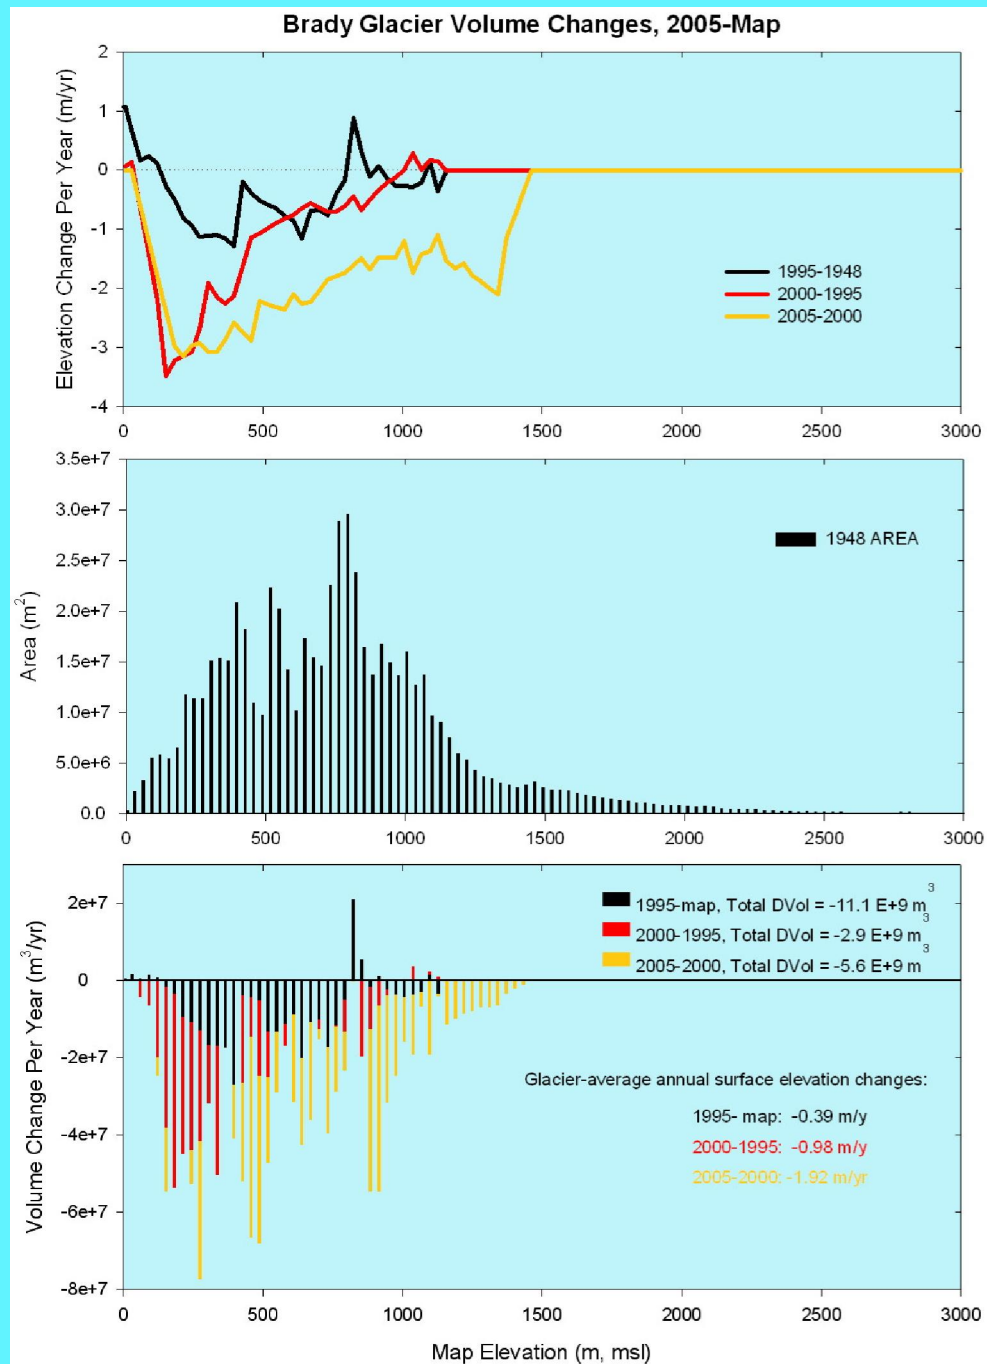 Brady Glacier Volume Changes, 2005-Map
Elevation Change Per Year (m/yr)
2
1
0
-1
-2
-3
-4
1995-1948
2000-1995
2005-2000
0 500 1000 1500 2000 2500 3000
Area (m²)
3.5e+7
3.0e+7
2.5e+7
2.0e+7
1.5e+7
1.0e+7
5.0e+6
0.0
1948 AREA
0 500 1000 1500 2000 2500 3000
Volume Change Per Year (m³/yr)
2e+7
0
-2e+7
-4e+7
-6e+7
-8e+7
1995-map, Total DVol = -11.1 E+9 m³
2000-1995, Total DVol = -2.9 E+9 m³
2005-2000, Total DVol = -5.6 E+9 m³
Glacier-average annual surface elevation changes:
1995- map: -0.39 m/y
2000-1995: -0.98 m/y
2005-2000: -1.92 m/yr
0 500 1000 1500 2000 2500 3000
Map Elevation (m, msl)